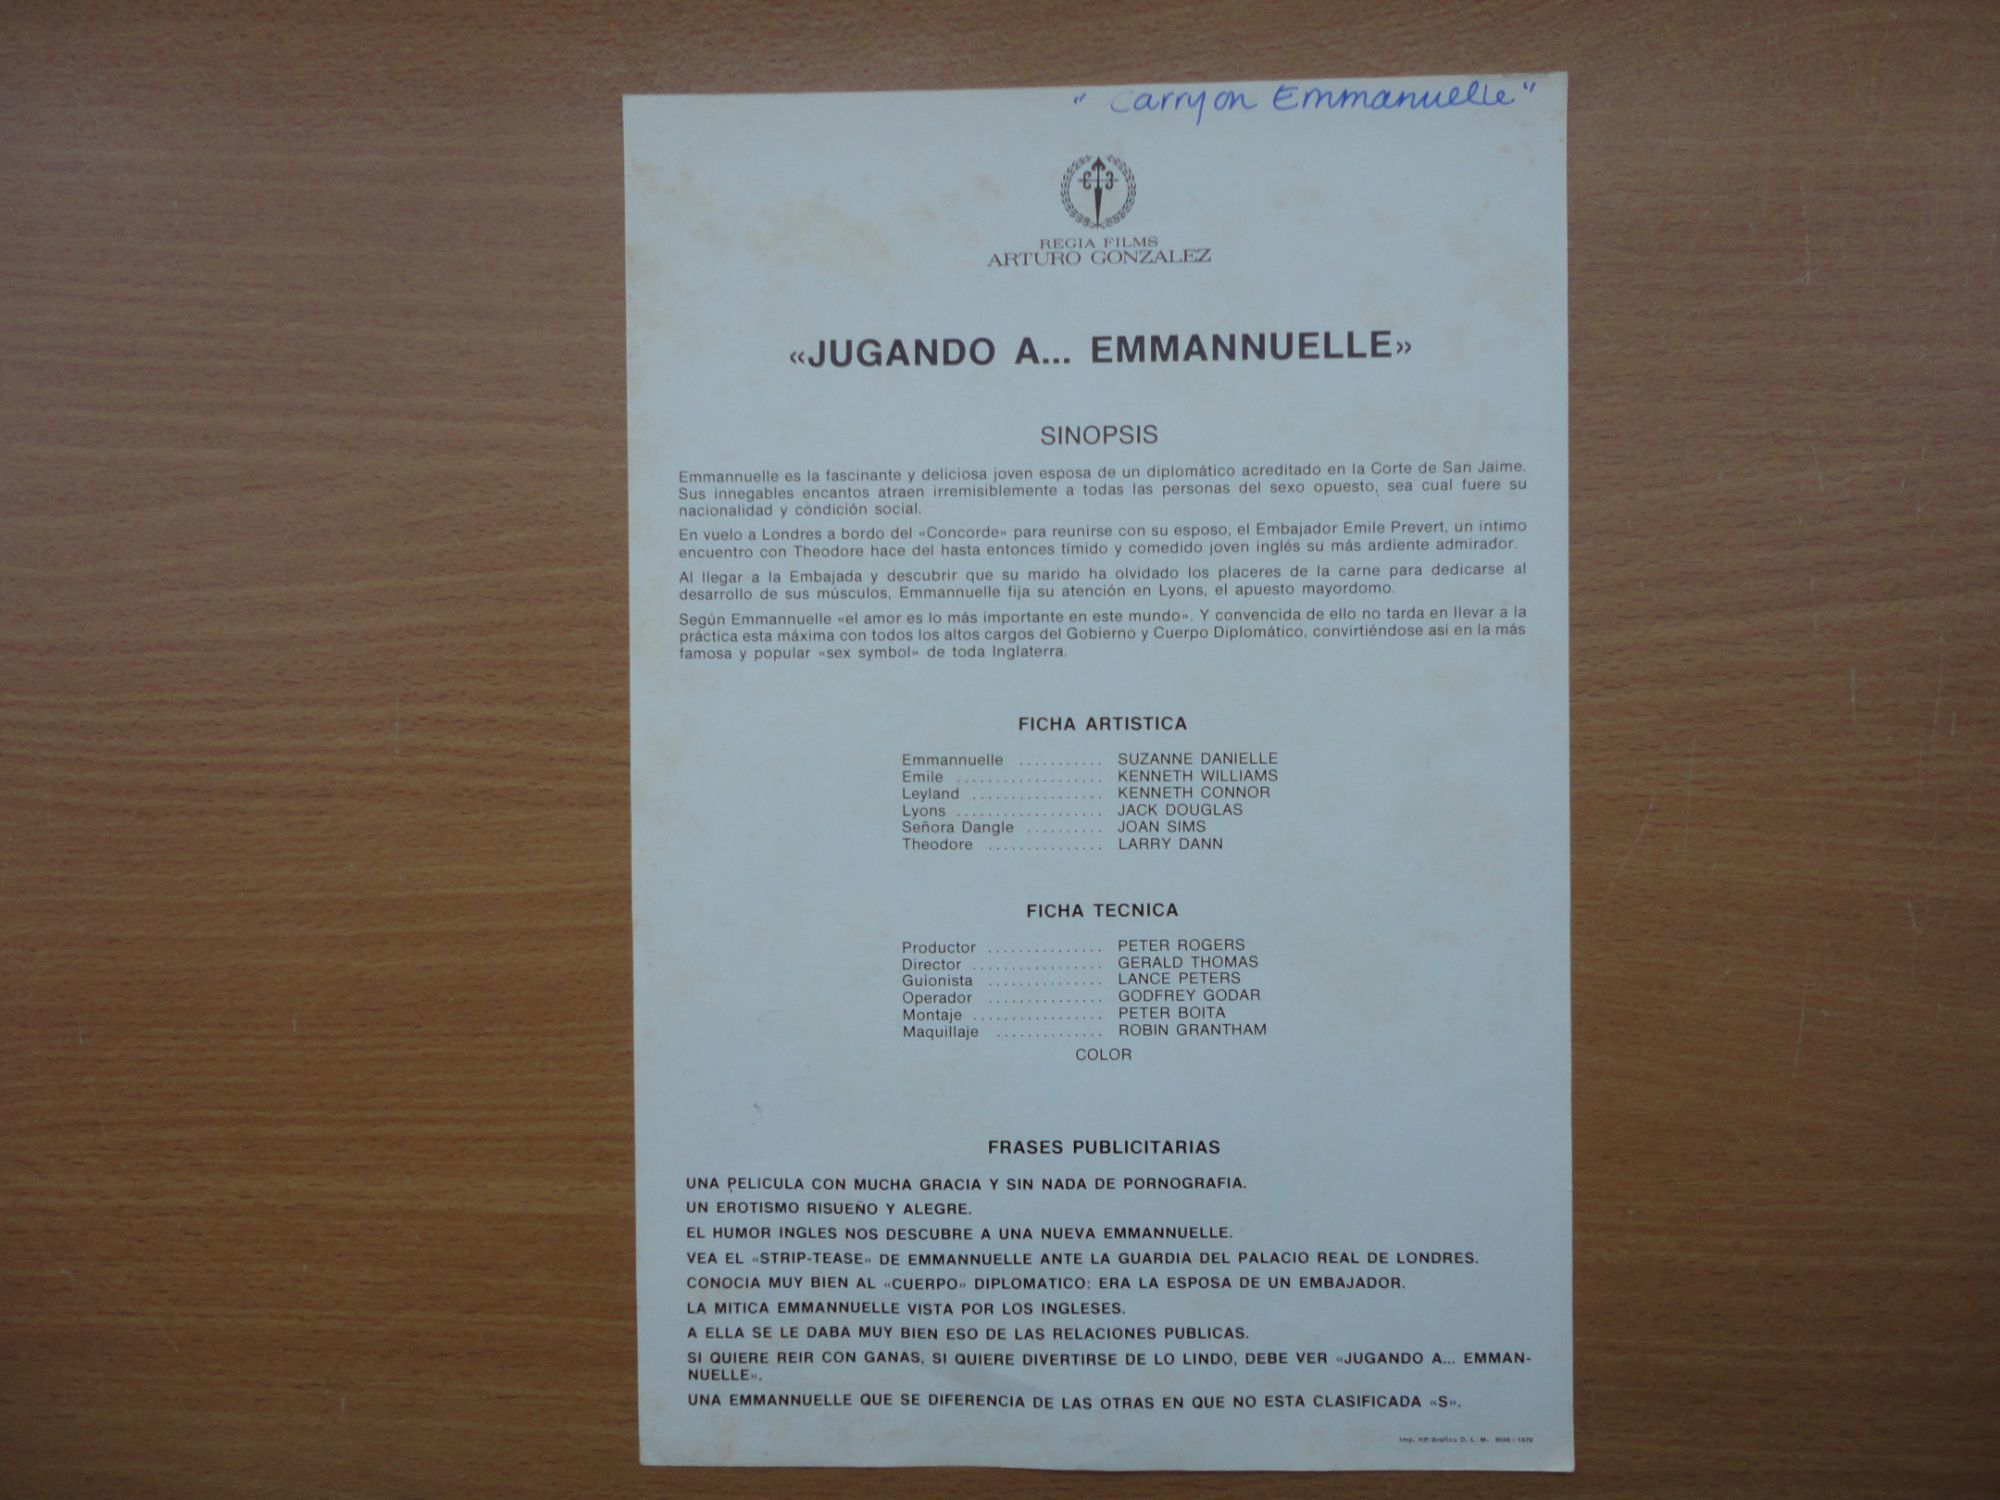 "Carry on Emmanuelle"
REGIA FILMS
ARTURO GONZALEZ
«JUGANDO A... EMMANNUELLE»
SINOPSIS
Emmannuelle es la fascinante y deliciosa joven esposa de un diplomático acreditado en la Corte de San Jaime.
Sus innegables encantos atraen irremisiblemente a todas las personas del sexo opuesto, sea cual fuere su
nacionalidad y condición social.
En vuelo a Londres a bordo del «Concorde» para reunirse con su esposo, el Embajador Emile Prevert, un íntimo
encuentro con Theodore hace del hasta entonces tímido y comedido joven inglés su más ardiente admirador.
Al llegar a la Embajada y descubrir que su marido ha olvidado los placeres de la carne para dedicarse al
desarrollo de sus músculos, Emmannuelle fija su atención en Lyons, el apuesto mayordomo.
Según Emmannuelle «el amor es lo más importante en este mundo». Y convencida de ello no tarda en llevar a la
práctica esta máxima con todos los altos cargos del Gobierno y Cuerpo Diplomático, convirtiéndose así en la más
famosa y popular «sex symbol» de toda Inglaterra.
FICHA ARTISTICA
Emmannuelle ........... SUZANNE DANIELLE
Emile ................... KENNETH WILLIAMS
Leyland ................. KENNETH CONNOR
Lyons ................... JACK DOUGLAS
Señora Dangle .......... JOAN SIMS
Theodore ............... LARRY DANN
FICHA TECNICA
Productor ............... PETER ROGERS
Director ................. GERALD THOMAS
Guionista ............... LANCE PETERS
Operador ............... GODFREY GODAR
Montaje ................. PETER BOITA
Maquillaje .............. ROBIN GRANTHAM
COLOR
FRASES PUBLICITARIAS
UNA PELICULA CON MUCHA GRACIA Y SIN NADA DE PORNOGRAFIA.
UN EROTISMO RISUEÑO Y ALEGRE.
EL HUMOR INGLES NOS DESCUBRE A UNA NUEVA EMMANNUELLE.
VEA EL «STRIP-TEASE» DE EMMANNUELLE ANTE LA GUARDIA DEL PALACIO REAL DE LONDRES.
CONOCIA MUY BIEN AL «CUERPO» DIPLOMATICO: ERA LA ESPOSA DE UN EMBAJADOR.
LA MITICA EMMANNUELLE VISTA POR LOS INGLESES.
A ELLA SE LE DABA MUY BIEN ESO DE LAS RELACIONES PUBLICAS.
SI QUIERE REIR CON GANAS, SI QUIERE DIVERTIRSE DE LO LINDO, DEBE VER «JUGANDO A... EMMAN-
NUELLE».
UNA EMMANNUELLE QUE SE DIFERENCIA DE LAS OTRAS EN QUE NO ESTA CLASIFICADA «S».
Imp. HP Grafica D. L. M.